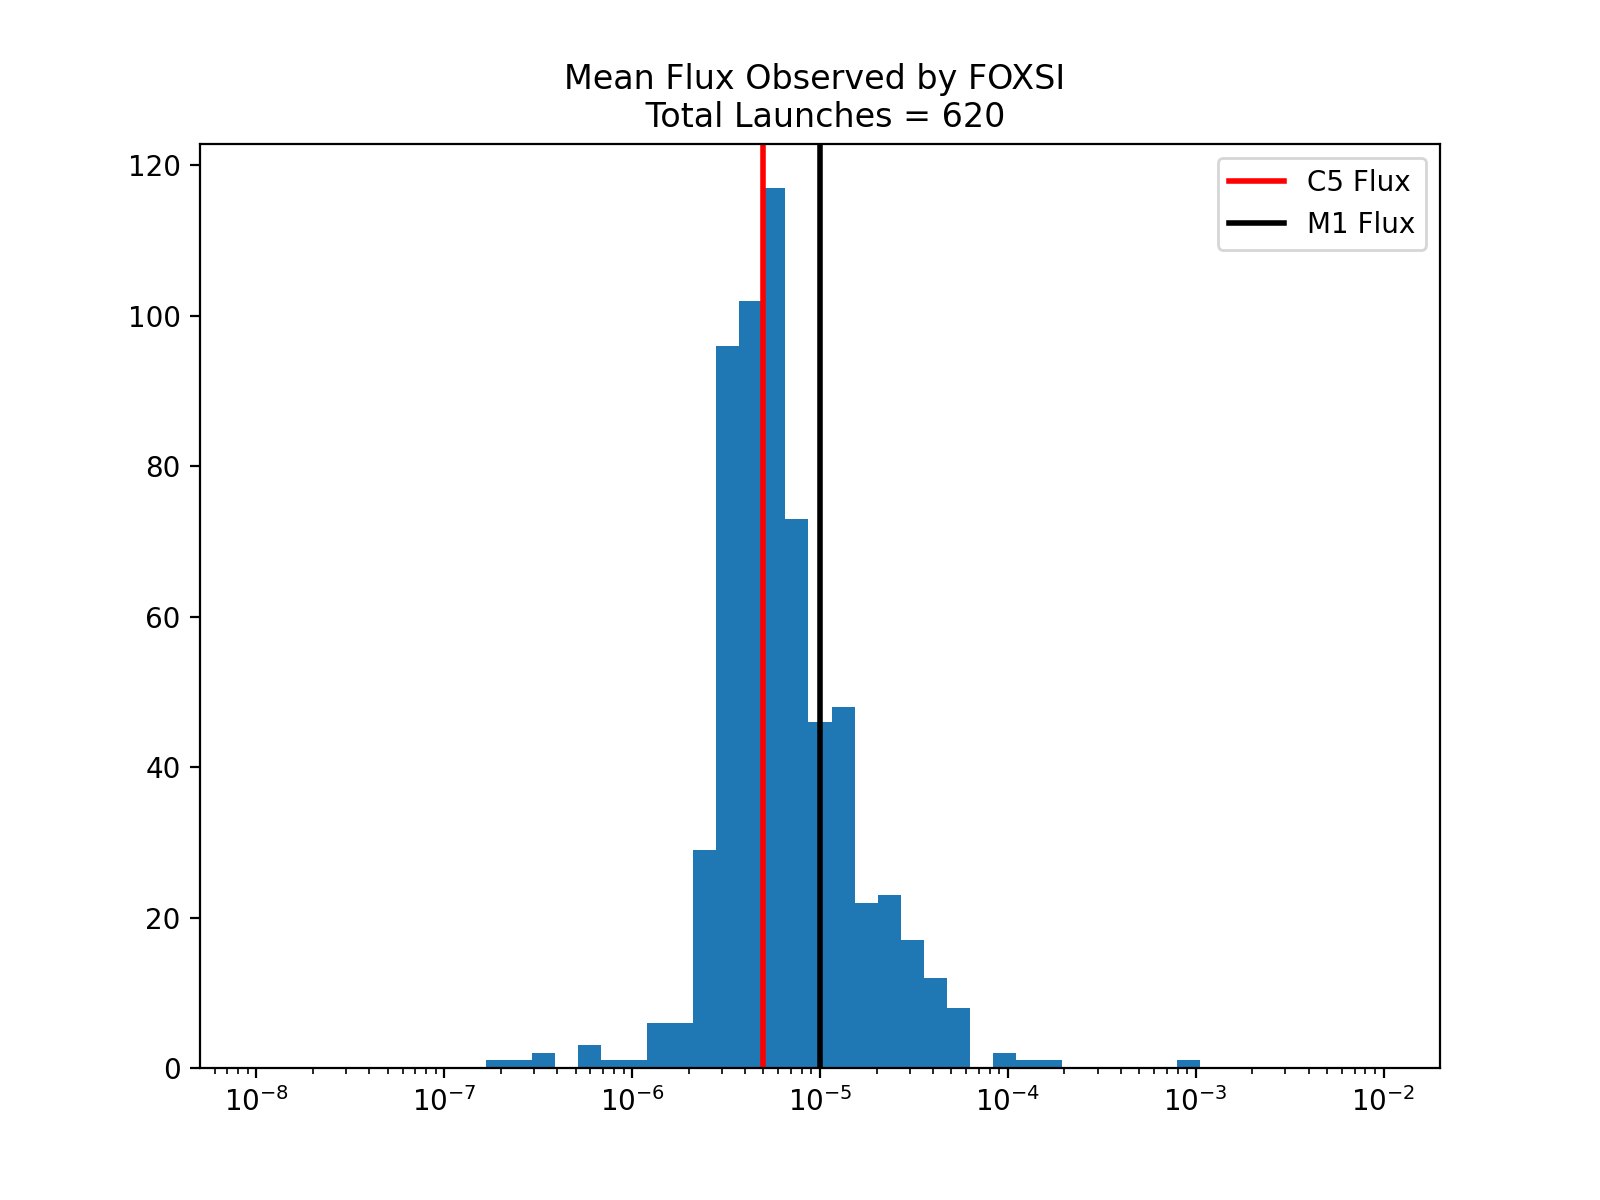 Mean Flux Observed by FOXSI
Total Launches = 620
C5 Flux
M1 Flux
120
100
80
60
40
20
0
10⁻⁸ 10⁻⁷ 10⁻⁶ 10⁻⁵ 10⁻⁴ 10⁻³ 10⁻²